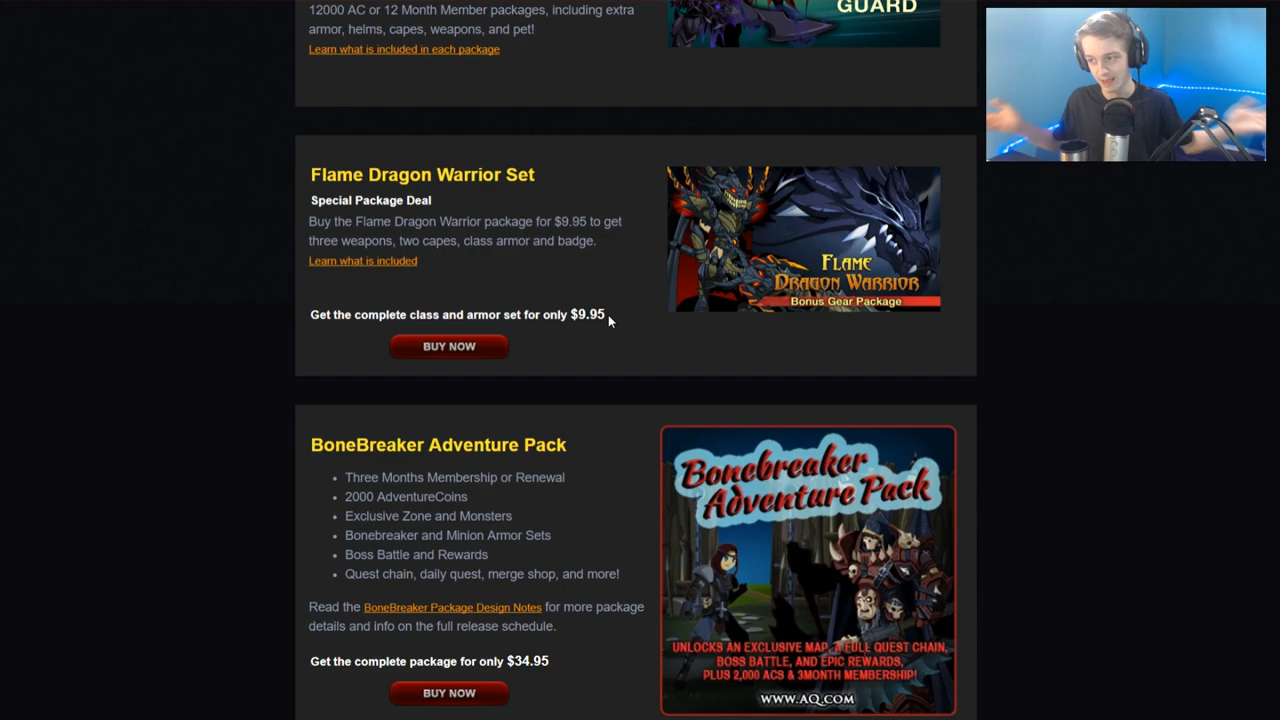 12000 AC or 12 Month Member packages, including extra
armor, helms, capes, weapons, and pet!
Learn what is included in each package
GUARD
Flame Dragon Warrior Set
Special Package Deal
Buy the Flame Dragon Warrior package for $9.95 to get
three weapons, two capes, class armor and badge.
Learn what is included
Get the complete class and armor set for only $9.95
BUY NOW
FLAME
DRAGON WARRIOR
Bonus Gear Package
BoneBreaker Adventure Pack
• Three Months Membership or Renewal
• 2000 AdventureCoins
• Exclusive Zone and Monsters
• Bonebreaker and Minion Armor Sets
• Boss Battle and Rewards
• Quest chain, daily quest, merge shop, and more!
Read the BoneBreaker Package Design Notes for more package
details and info on the full release schedule.
Get the complete package for only $34.95
BUY NOW
Bonebreaker
Adventure Pack
UNLOCKS AN EXCLUSIVE MAP, A FULL QUEST CHAIN,
BOSS BATTLE, AND EPIC REWARDS,
PLUS 2,000 ACS & 3MONTH MEMBERSHIP!
WWW.AQ.COM